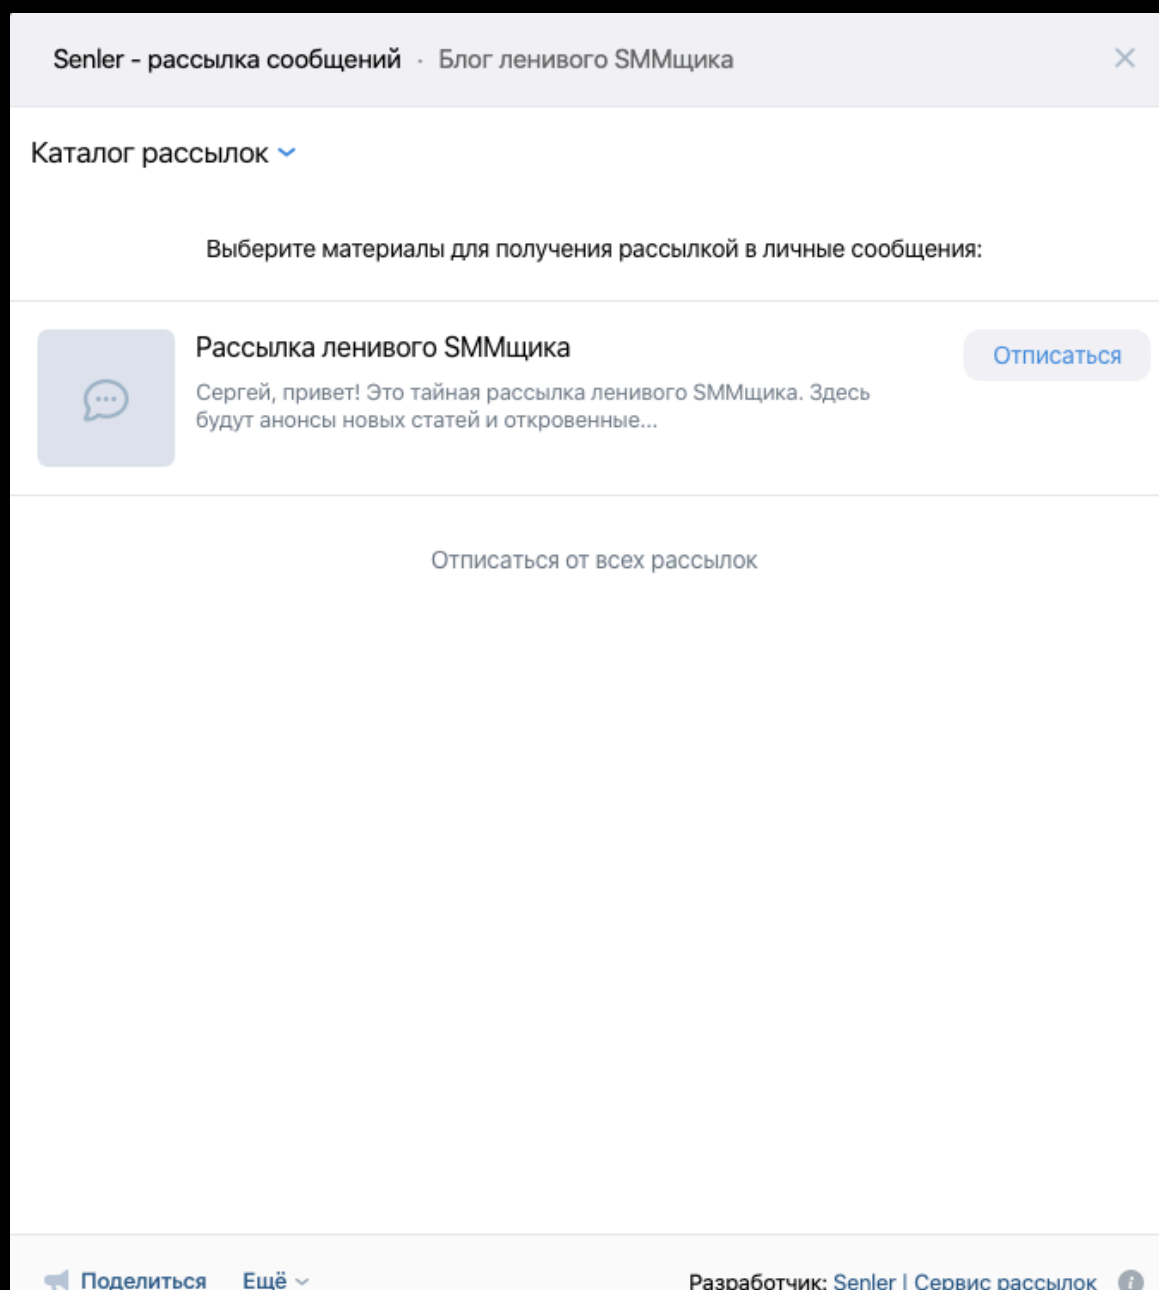 Senler - рассылка сообщений · Блог ленивого SMMщика
Каталог рассылок
Выберите материалы для получения рассылкой в личные сообщения:
Рассылка ленивого SMMщика
Отписаться
Сергей, привет! Это тайная рассылка ленивого SMMщика. Здесь
будут анонсы новых статей и откровенные...
Отписаться от всех рассылок
Поделиться Ещё Разработчик: Senler | Сервис рассылок